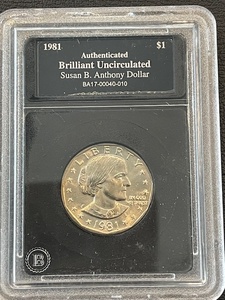 1981 $1
Authenticated
Brilliant Uncirculated
Susan B. Anthony Dollar
BA17-00040-010
LIBERTY
1981